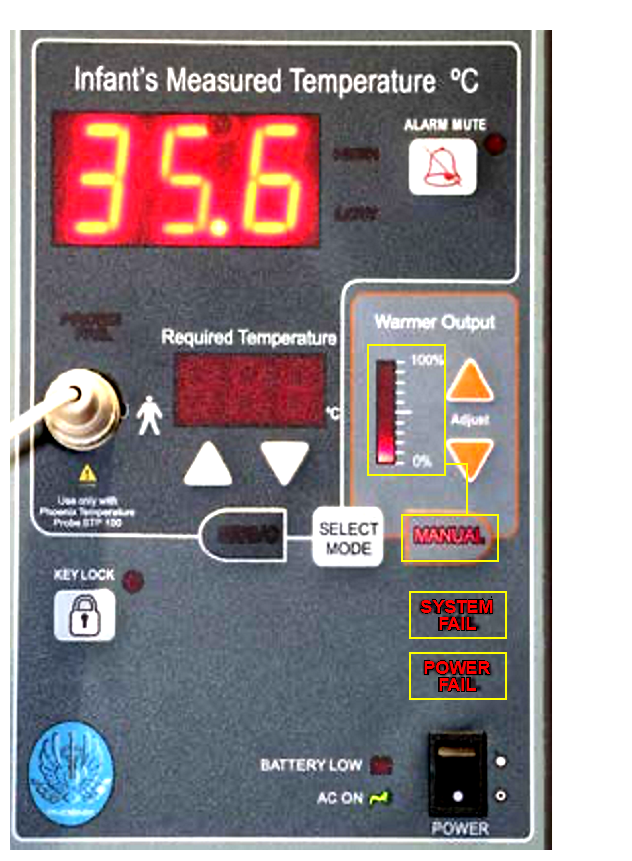 Infant's Measured Temperature ºC
ALARM MUTE
35.6
HIGH
LOW
PROBE
FAIL
Required Temperature
ºC
Warmer Output
100%
Adjust
0%
Use only with
Phoenix Temperature
Probe STP 100
SERVO
SELECT
MODE
MANUAL
KEY LOCK
SYSTEM
FAIL
POWER
FAIL
BATTERY LOW
AC ON
POWER